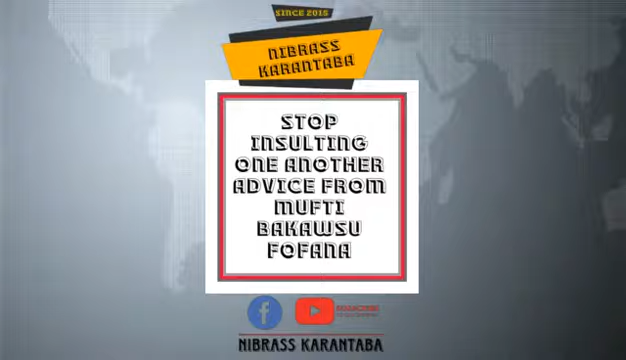 SINCE 2015
NIBRASS
KARANTABA
STOP
INSULTING
ONE ANOTHER
ADVICE FROM
MUFTI
BAKAWSU
FOFANA
NIBRASS KARANTABA